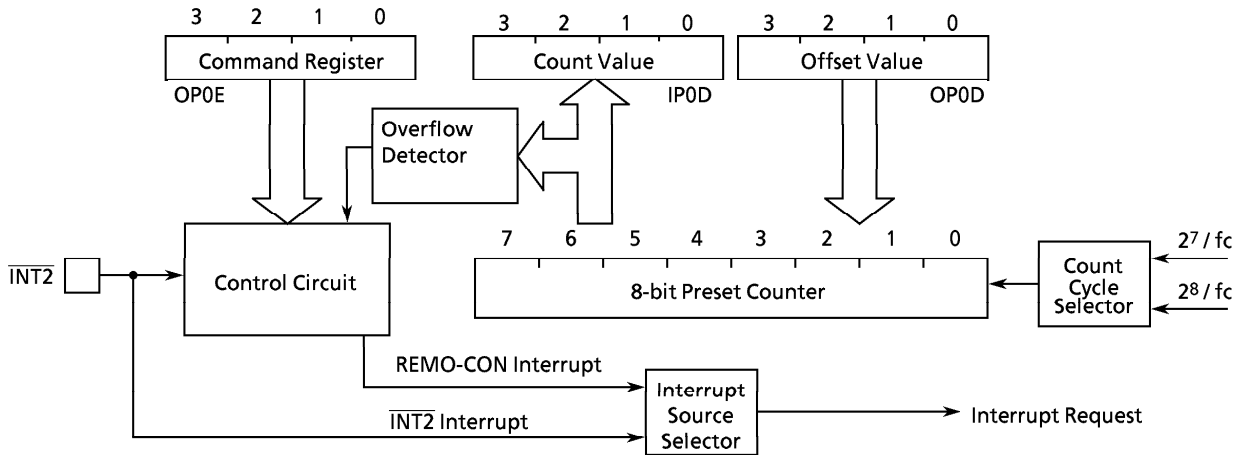 3 2 1 0
3 2 1 0
3 2 1 0
Command Register
Count Value
Offset Value
OP0E
IP0D
OP0D
Overflow
Detector
7 6 5 4 3 2 1 0
INT2
Control Circuit
8-bit Preset Counter
Count
Cycle
Selector
2⁷ / fc
2⁸ / fc
REMO-CON Interrupt
INT2 Interrupt
Interrupt
Source
Selector
Interrupt Request